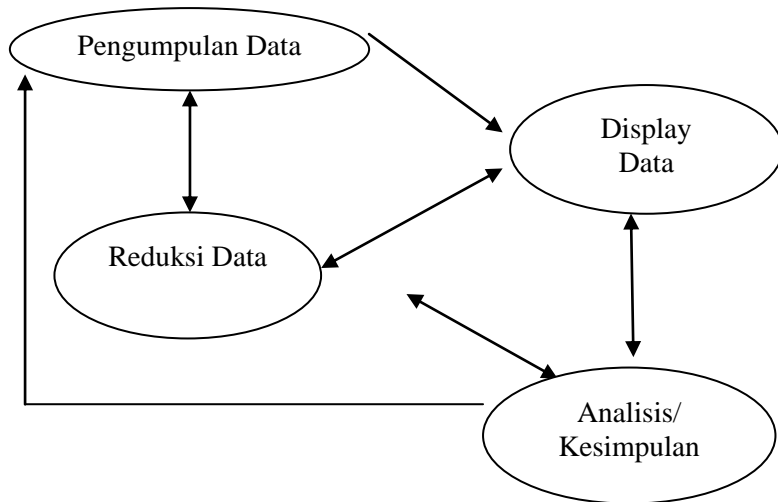 Pengumpulan Data
Display
Data
Reduksi Data
Analisis/
Kesimpulan